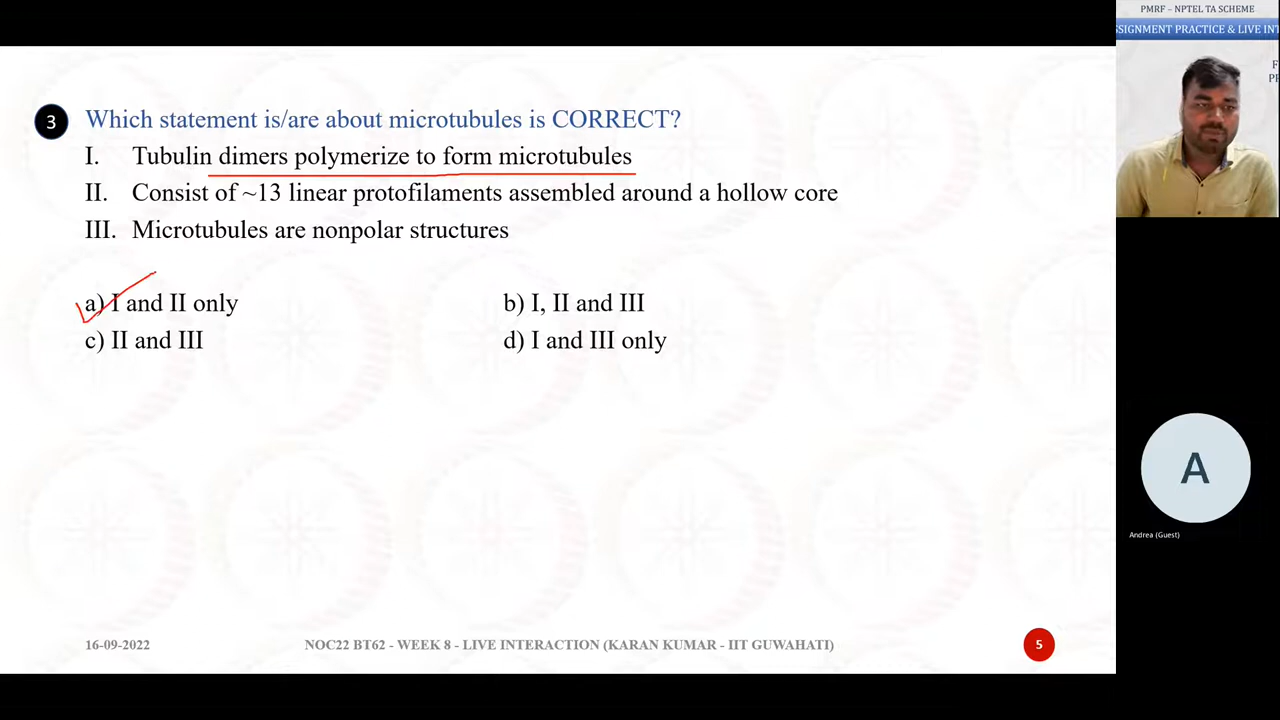 PMRF – NPTEL TA SCHEME
SSIGNMENT PRACTICE & LIVE INT
F
PR
3 Which statement is/are about microtubules is CORRECT?
I. Tubulin dimers polymerize to form microtubules
II. Consist of ~13 linear protofilaments assembled around a hollow core
III. Microtubules are nonpolar structures
a) I and II only b) I, II and III
c) II and III d) I and III only
A
Andrea (Guest)
16-09-2022 NOC22 BT62 - WEEK 8 - LIVE INTERACTION (KARAN KUMAR - IIT GUWAHATI) 5